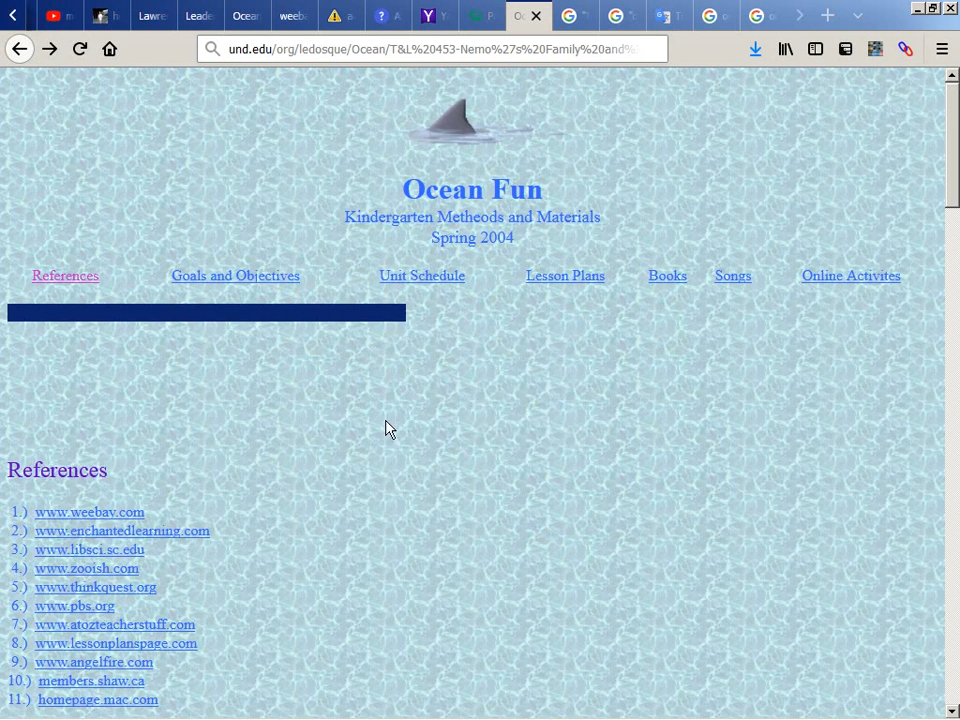 Lawre
Leade
Ocear
weeb
und.edu/org/ledosque/Ocean/T&L%20453-Nemo%27s%20Family%20and%
Ocean Fun
Kindergarten Metheods and Materials
Spring 2004
References Goals and Objectives Unit Schedule Lesson Plans Books Songs Online Activites
References
1.) www.weebav.com
2.) www.enchantedlearning.com
3.) www.libsci.sc.edu
4.) www.zooish.com
5.) www.thinkquest.org
6.) www.pbs.org
7.) www.atozteacherstuff.com
8.) www.lessonplanspage.com
9.) www.angelfire.com
10.) members.shaw.ca
11.) homepage.mac.com